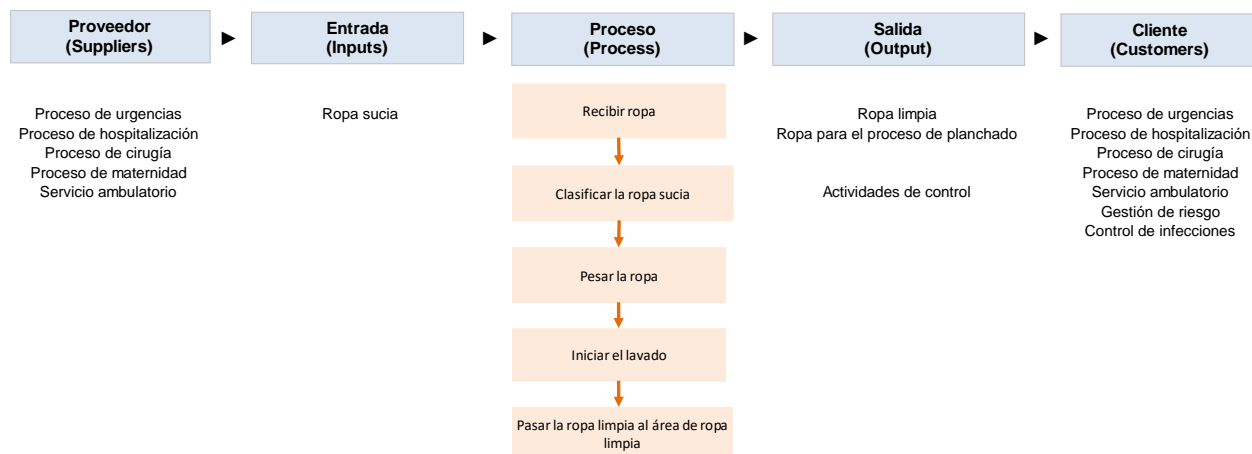 Proveedor
(Suppliers)
Entrada
(Inputs)
Proceso
(Process)
Salida
(Output)
Cliente
(Customers)
Proceso de urgencias
Proceso de hospitalización
Proceso de cirugía
Proceso de maternidad
Servicio ambulatorio
Ropa sucia
Recibir ropa
Clasificar la ropa sucia
Pesar la ropa
Iniciar el lavado
Pasar la ropa limpia al área de ropa
limpia
Ropa limpia
Ropa para el proceso de planchado
Actividades de control
Proceso de urgencias
Proceso de hospitalización
Proceso de cirugía
Proceso de maternidad
Servicio ambulatorio
Gestión de riesgo
Control de infecciones